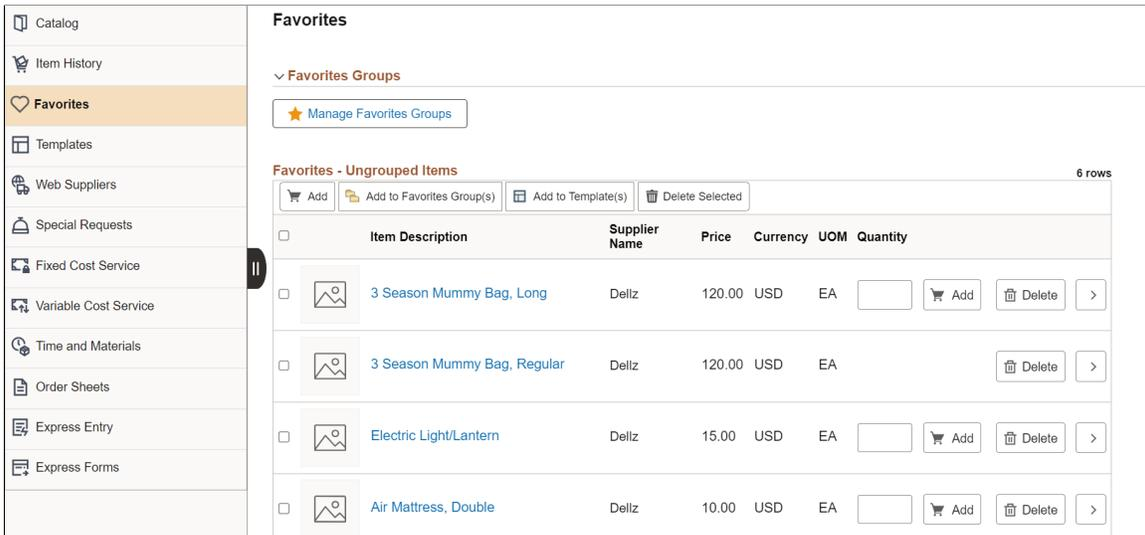 Catalog
Item History
Favorites
Templates
Web Suppliers
Special Requests
Fixed Cost Service
Variable Cost Service
Time and Materials
Order Sheets
Express Entry
Express Forms
Favorites
Favorites Groups
Manage Favorites Groups
Favorites - Ungrouped Items
6 rows
Add Add to Favorites Group(s) Add to Template(s) Delete Selected
Item Description Supplier Name Price Currency UOM Quantity
3 Season Mummy Bag, Long Dellz 120.00 USD EA Add Delete
3 Season Mummy Bag, Regular Dellz 120.00 USD EA Delete
Electric Light/Lantern Dellz 15.00 USD EA Add Delete
Air Mattress, Double Dellz 10.00 USD EA Add Delete